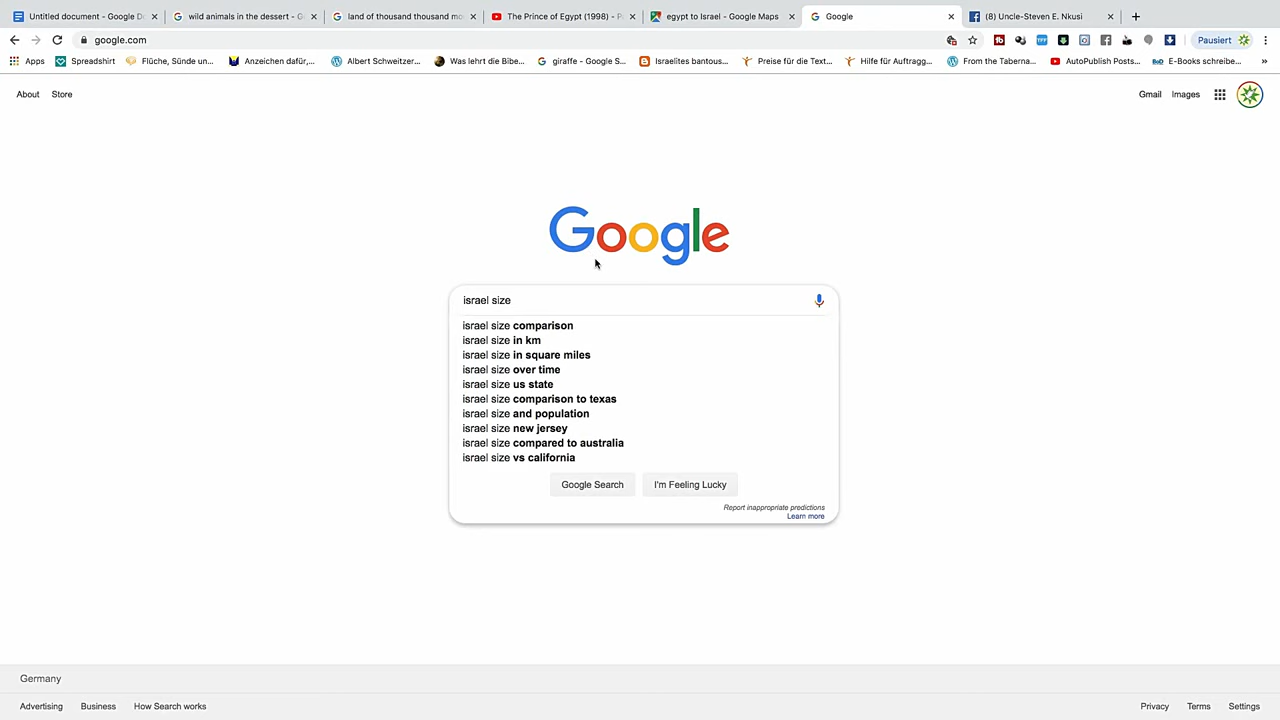 Untitled document - Google D
wild animals in the dessert - G
land of thousand thousand mo
The Prince of Egypt (1998) - P
egypt to Israel - Google Maps
Google
(8) Uncle-Steven E. Nkusi
google.com
Pausiert
Apps
Spreadshirt
Flüche, Sünde un...
Anzeichen dafür,...
Albert Schweitzer...
Was lehrt die Bibe...
giraffe - Google S...
Israelites bantous...
Preise für die Text...
Hilfe für Auftragg...
From the Taberna...
AutoPublish Posts...
E-Books schreibe...
About
Store
Gmail
Images
Google
israel size
israel size comparison
israel size in km
israel size in square miles
israel size over time
israel size us state
israel size comparison to texas
israel size and population
israel size new jersey
israel size compared to australia
israel size vs california
Google Search
I'm Feeling Lucky
Report inappropriate predictions
Learn more
Germany
Advertising
Business
How Search works
Privacy
Terms
Settings